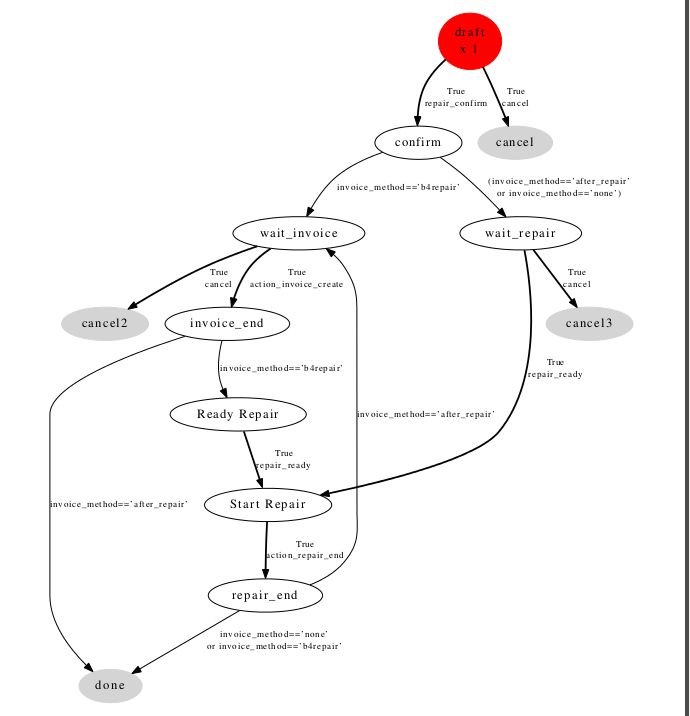 draft
x 1
True
repair_confirm
True
cancel
confirm
cancel
invoice_method=='b4repair'
(invoice_method=='after_repair'
or invoice_method=='none')
wait_invoice
wait_repair
True
cancel
True
action_invoice_create
True
cancel
cancel2
invoice_end
cancel3
invoice_method=='b4repair'
True
repair_ready
Ready Repair
invoice_method=='after_repair'
True
repair_ready
invoice_method=='after_repair'
Start Repair
True
action_repair_end
repair_end
invoice_method=='none'
or invoice_method=='b4repair'
done